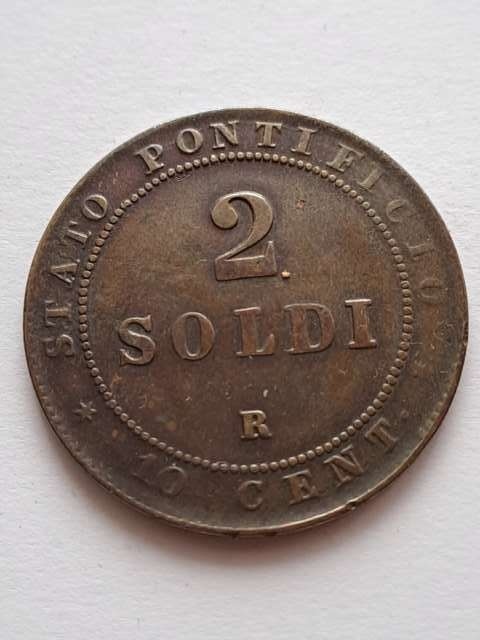 STATO PONTIFICIO
2
SOLDI
R
* 10 CENT.